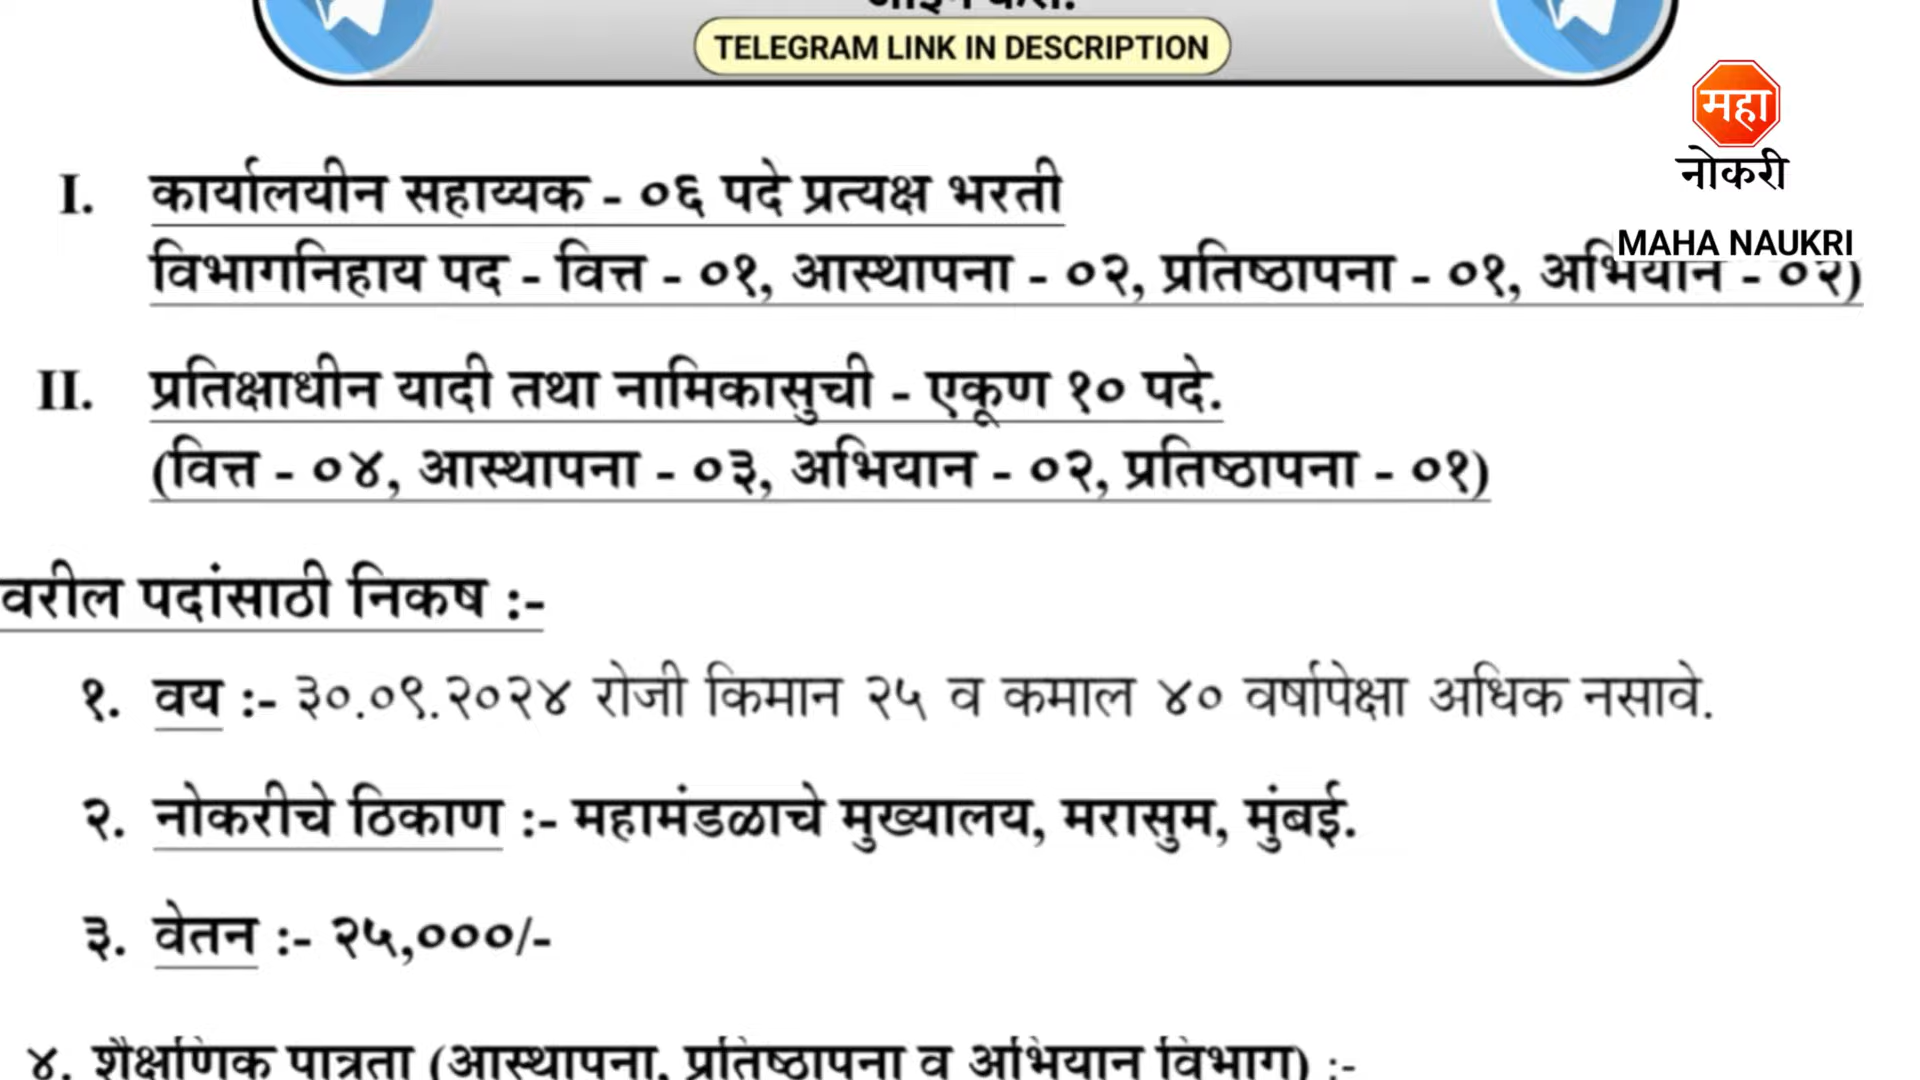 TELEGRAM LINK IN DESCRIPTION
महा
नोकरी
MAHA NAUKRI
I. कार्यालयीन सहाय्यक - ०६ पदे प्रत्यक्ष भरती
विभागनिहाय पद - वित्त - ०१, आस्थापना - ०२, प्रतिष्ठापना - ०१, अभियान - ०२)
II. प्रतिक्षाधीन यादी तथा नामिकासुची - एकूण १० पदे.
(वित्त - ०४, आस्थापना - ०३, अभियान - ०२, प्रतिष्ठापना - ०१)
वरील पदांसाठी निकष :-
१. वय :- ३०.०९.२०२४ रोजी किमान २५ व कमाल ४० वर्षापेक्षा अधिक नसावे.
२. नोकरीचे ठिकाण :- महामंडळाचे मुख्यालय, मरासुम, मुंबई.
३. वेतन :- २५,०००/-
४. शैक्षणिक पात्रता (आस्थापना, प्रतिष्ठापना व अभियान विभाग) :-